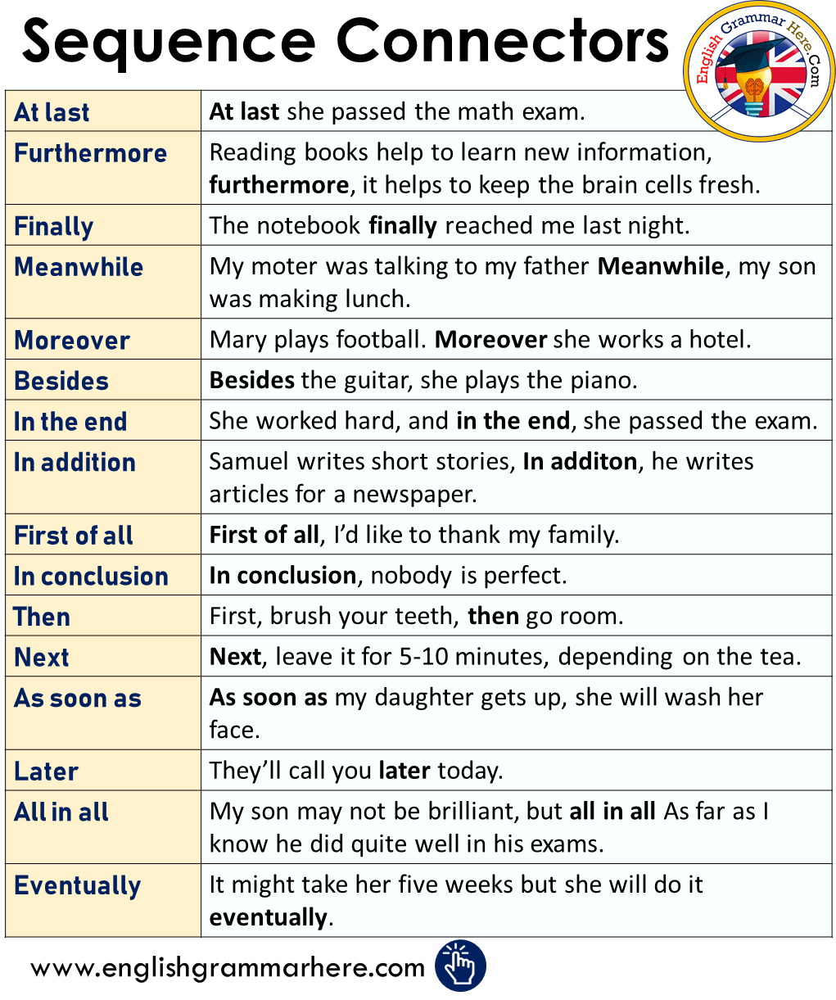 Sequence Connectors
English Grammar Here.Com
At last
At last she passed the math exam.
Furthermore
Reading books help to learn new information,
furthermore, it helps to keep the brain cells fresh.
Finally
The notebook finally reached me last night.
Meanwhile
My moter was talking to my father Meanwhile, my son
was making lunch.
Moreover
Mary plays football. Moreover she works a hotel.
Besides
Besides the guitar, she plays the piano.
In the end
She worked hard, and in the end, she passed the exam.
In addition
Samuel writes short stories, In additon, he writes
articles for a newspaper.
First of all
First of all, I’d like to thank my family.
In conclusion
In conclusion, nobody is perfect.
Then
First, brush your teeth, then go room.
Next
Next, leave it for 5-10 minutes, depending on the tea.
As soon as
As soon as my daughter gets up, she will wash her
face.
Later
They’ll call you later today.
All in all
My son may not be brilliant, but all in all As far as I
know he did quite well in his exams.
Eventually
It might take her five weeks but she will do it
eventually.
www.englishgrammarhere.com